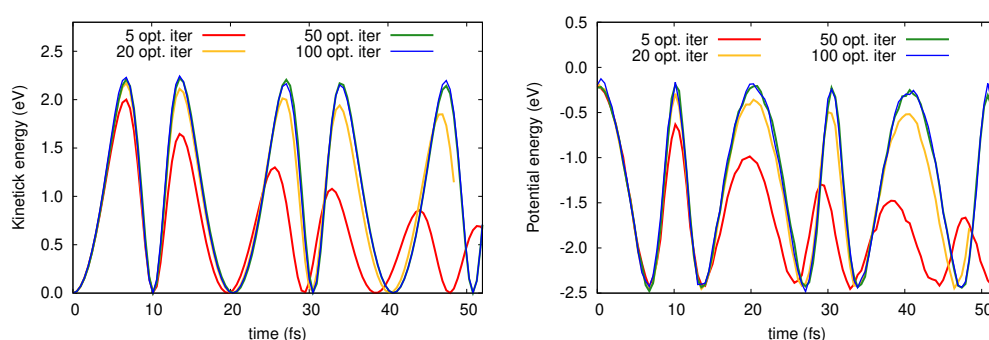 5 opt. iter 50 opt. iter
20 opt. iter 100 opt. iter
Kinetick energy (eV)
2.5
2.0
1.5
1.0
0.5
0.0
0 10 20 30 40 50
time (fs)
5 opt. iter 50 opt. iter
20 opt. iter 100 opt. iter
Potential energy (eV)
0.5
0.0
-0.5
-1.0
-1.5
-2.0
-2.5
0 10 20 30 40 50
time (fs)